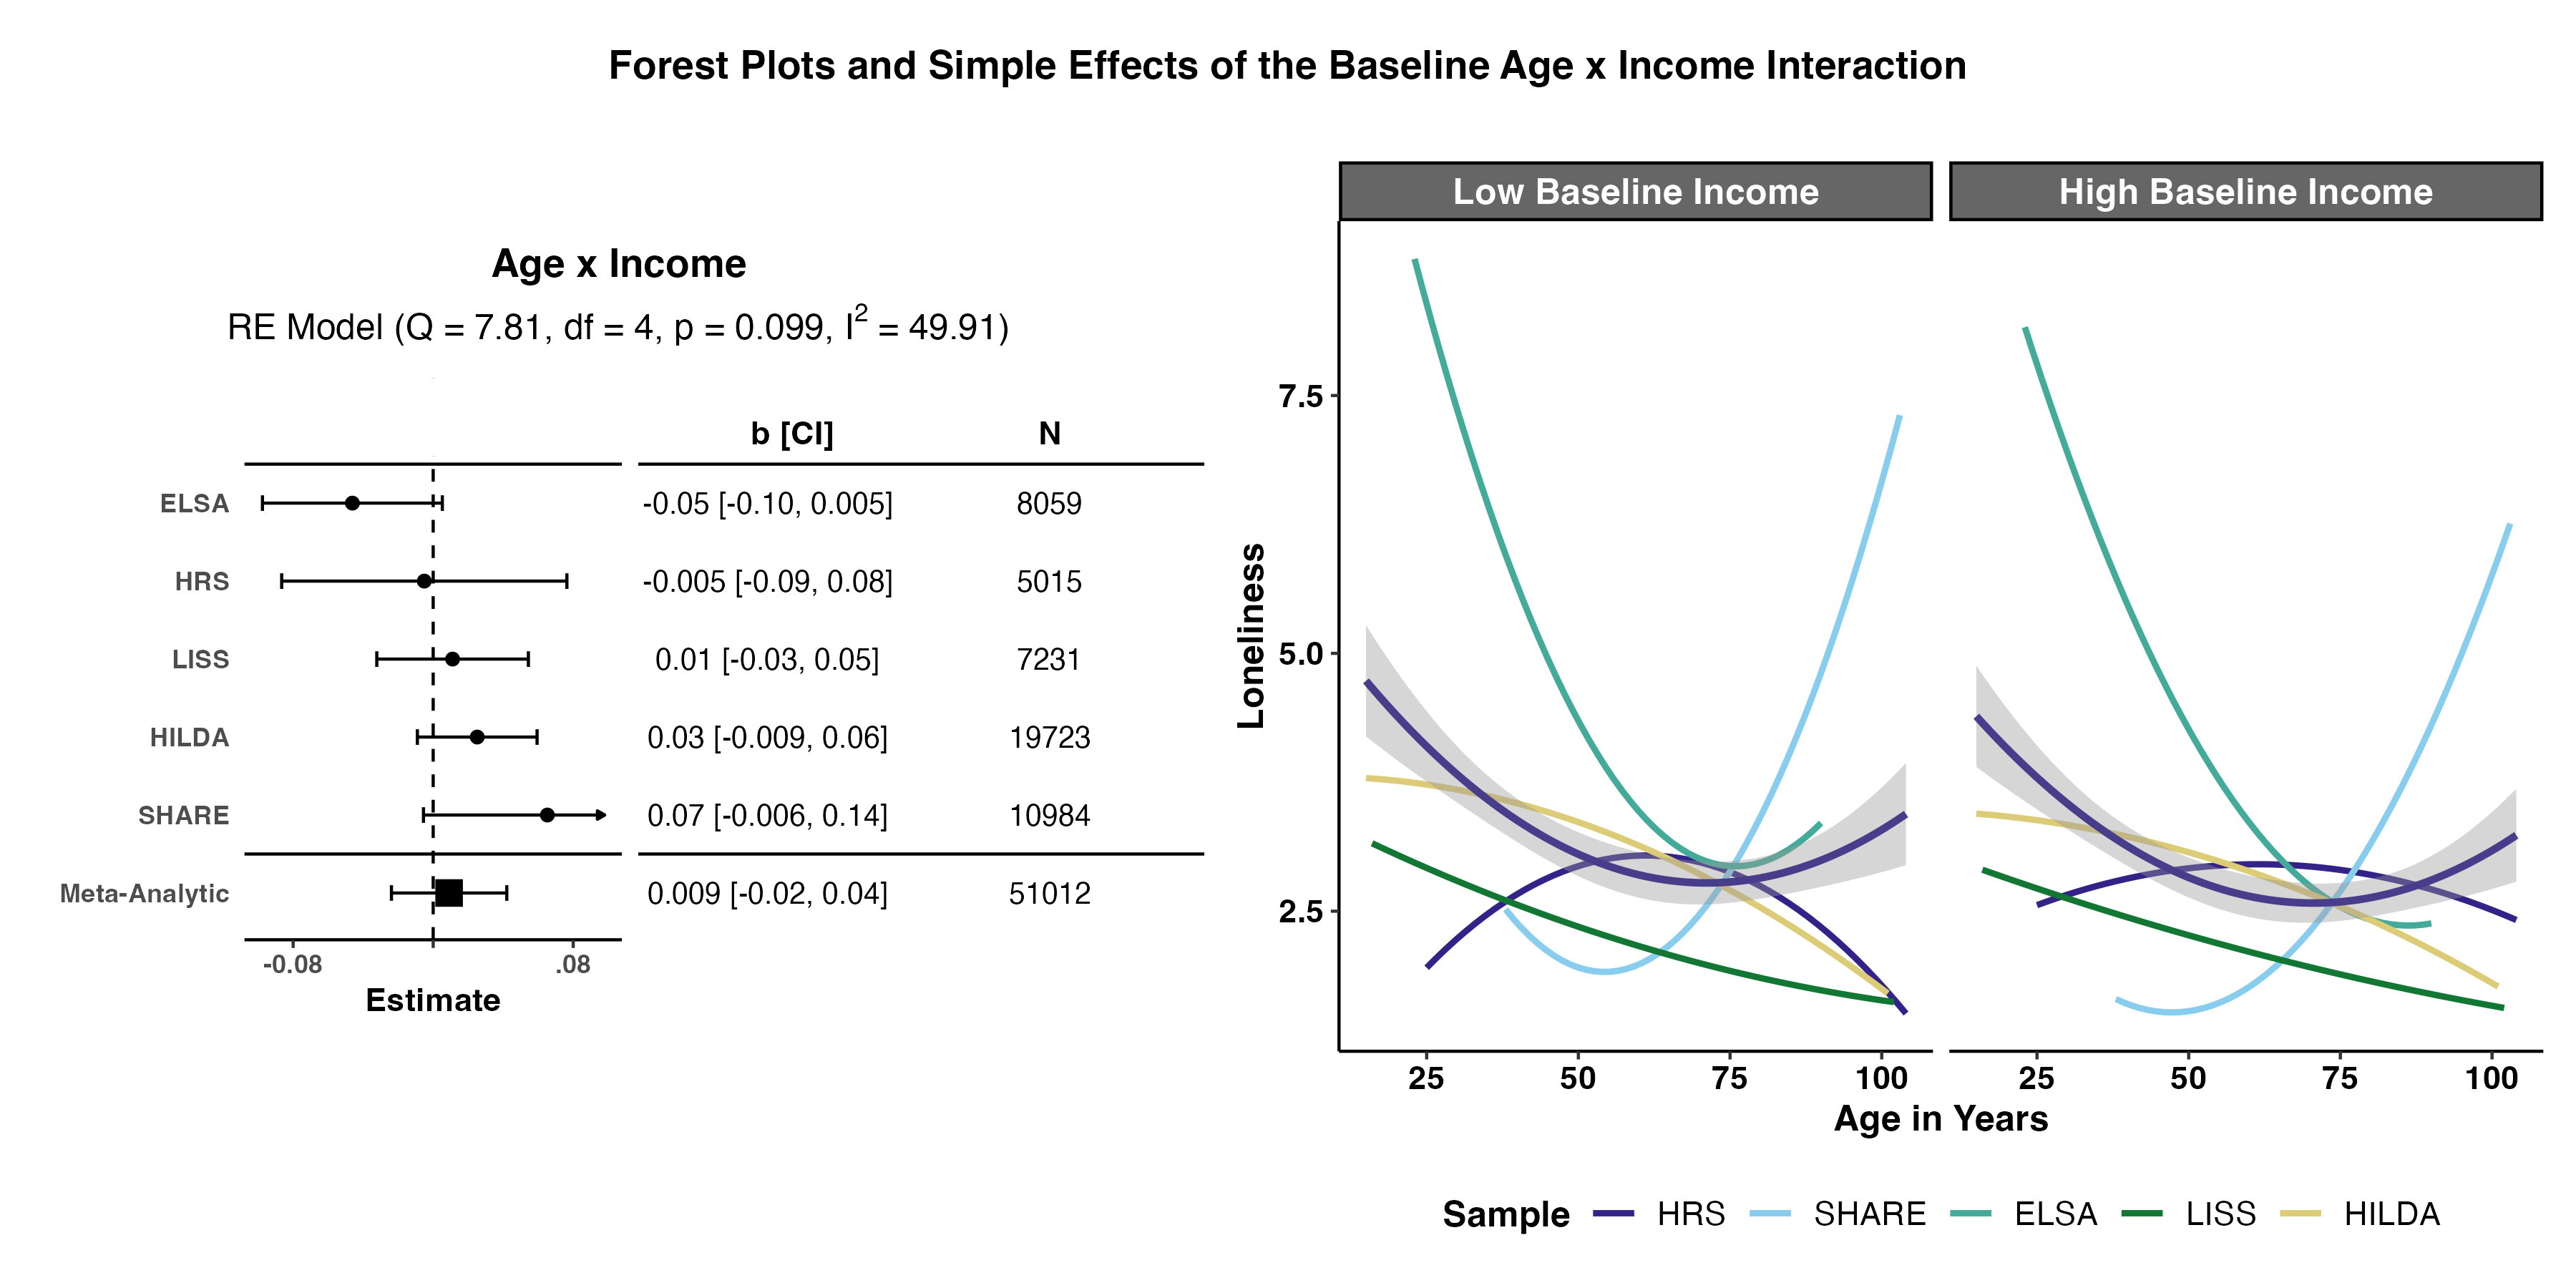 Forest Plots and Simple Effects of the Baseline Age x Income Interaction
Age x Income
RE Model (Q = 7.81, df = 4, p = 0.099, I² = 49.91)
b [CI] N
ELSA -0.05 [-0.10, 0.005] 8059
HRS -0.005 [-0.09, 0.08] 5015
LISS 0.01 [-0.03, 0.05] 7231
HILDA 0.03 [-0.009, 0.06] 19723
SHARE 0.07 [-0.006, 0.14] 10984
Meta-Analytic 0.009 [-0.02, 0.04] 51012
-0.08 .08
Estimate
Low Baseline Income High Baseline Income
Loneliness
7.5
5.0
2.5
25 50 75 100 25 50 75 100
Age in Years
Sample HRS SHARE ELSA LISS HILDA